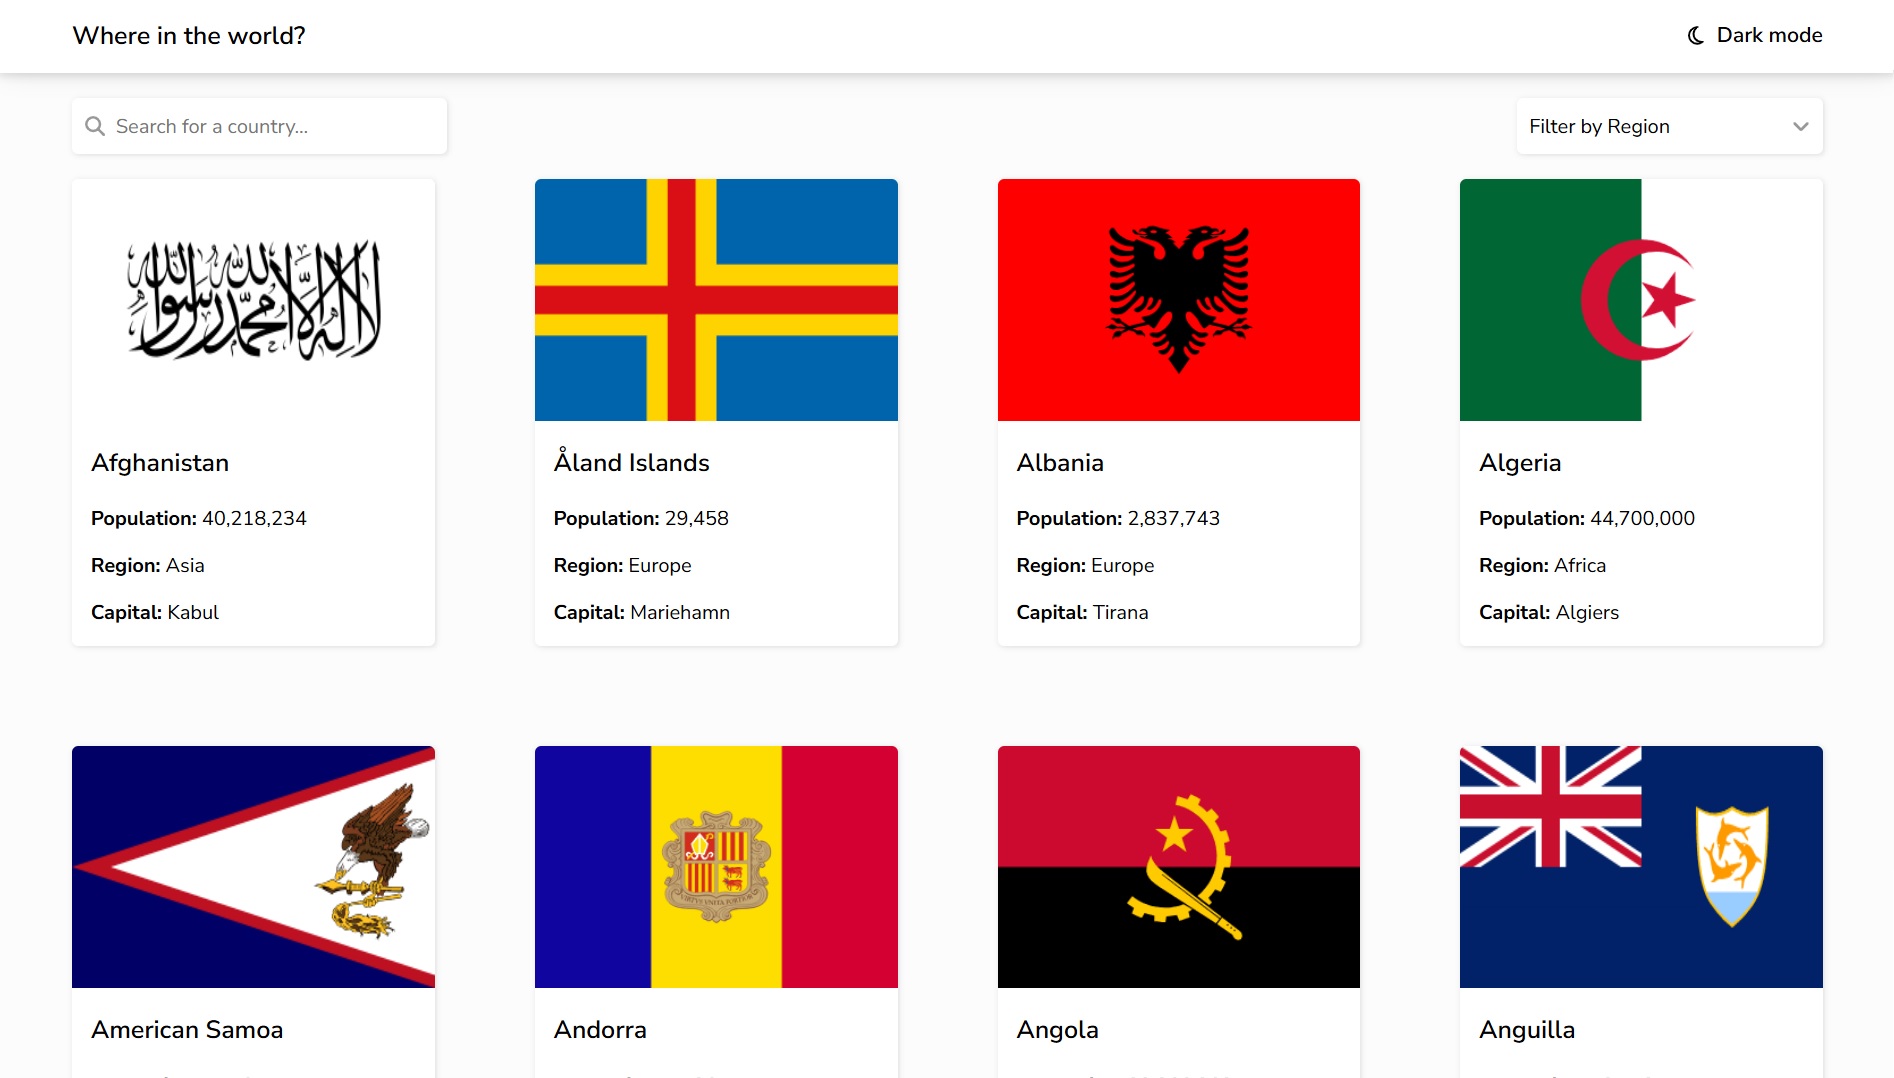 Where in the world?
Dark mode
Search for a country...
Filter by Region
لا إله إلا الله محمد رسول الله
Afghanistan
Population: 40,218,234
Region: Asia
Capital: Kabul
Åland Islands
Population: 29,458
Region: Europe
Capital: Mariehamn
Albania
Population: 2,837,743
Region: Europe
Capital: Tirana
Algeria
Population: 44,700,000
Region: Africa
Capital: Algiers
American Samoa
VIRTVS VNITA FORTIOR
Andorra
Angola
Anguilla